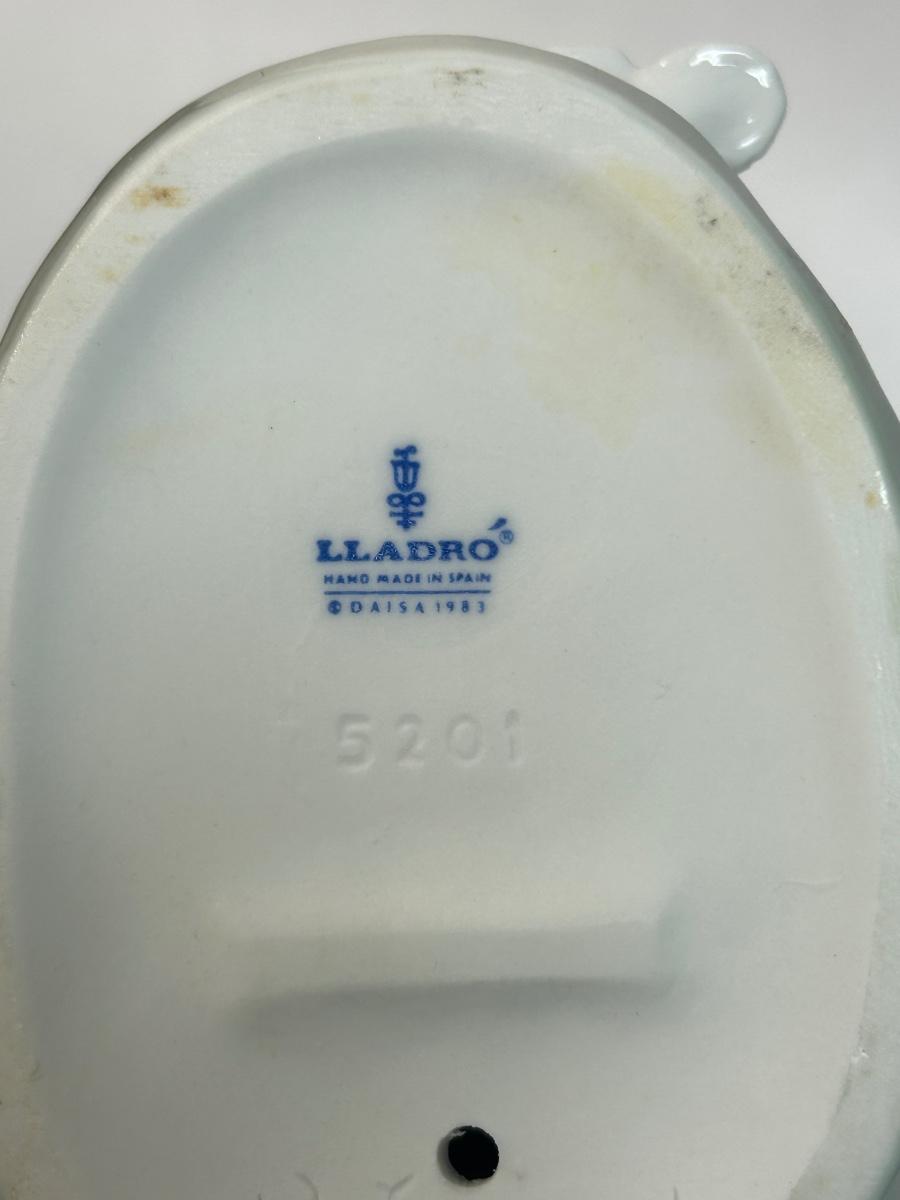 LLADRÓ®
HAND MADE IN SPAIN
© DAISA 1983
5201